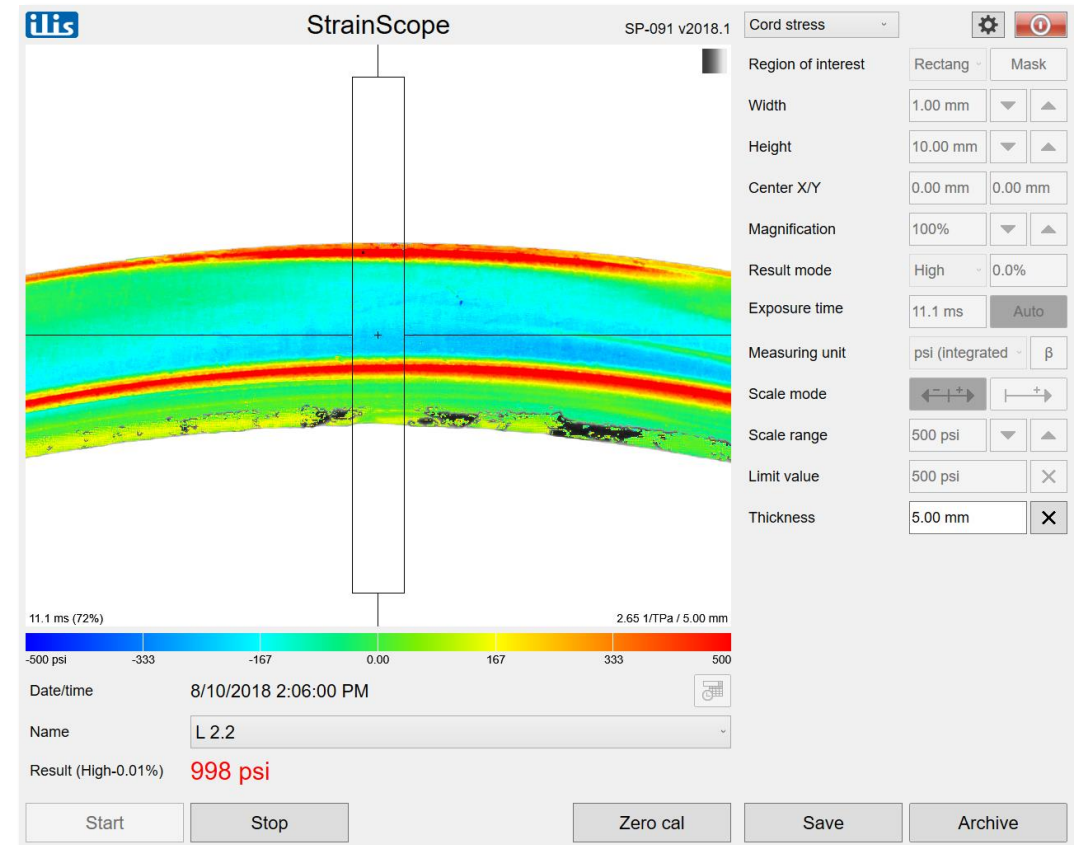 ilis StrainScope SP-091 v2018.1 Cord stress
Region of interest Rectang Mask
Width 1.00 mm
Height 10.00 mm
Center X/Y 0.00 mm 0.00 mm
Magnification 100%
Result mode High 0.0%
Exposure time 11.1 ms Auto
Measuring unit psi (integrated β
Scale mode - + +
Scale range 500 psi
Limit value 500 psi
Thickness 5.00 mm
11.1 ms (72%) 2.65 1/TPa / 5.00 mm
-500 psi -333 -167 0.00 167 333 500
Date/time 8/10/2018 2:06:00 PM
Name L 2.2
Result (High-0.01%) 998 psi
Start Stop Zero cal Save Archive